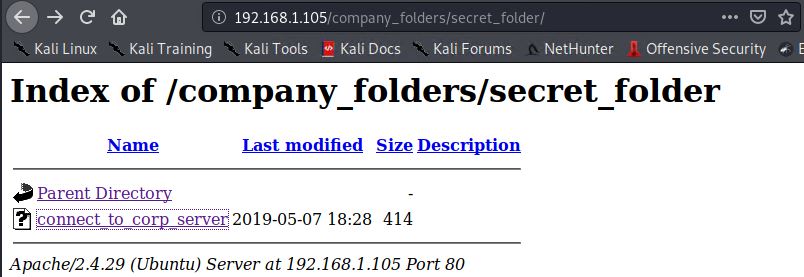 192.168.1.105/company_folders/secret_folder/
Kali Linux Kali Training Kali Tools Kali Docs Kali Forums NetHunter Offensive Security
Index of /company_folders/secret_folder
Name Last modified Size Description
Parent Directory -
connect_to_corp_server 2019-05-07 18:28 414
Apache/2.4.29 (Ubuntu) Server at 192.168.1.105 Port 80